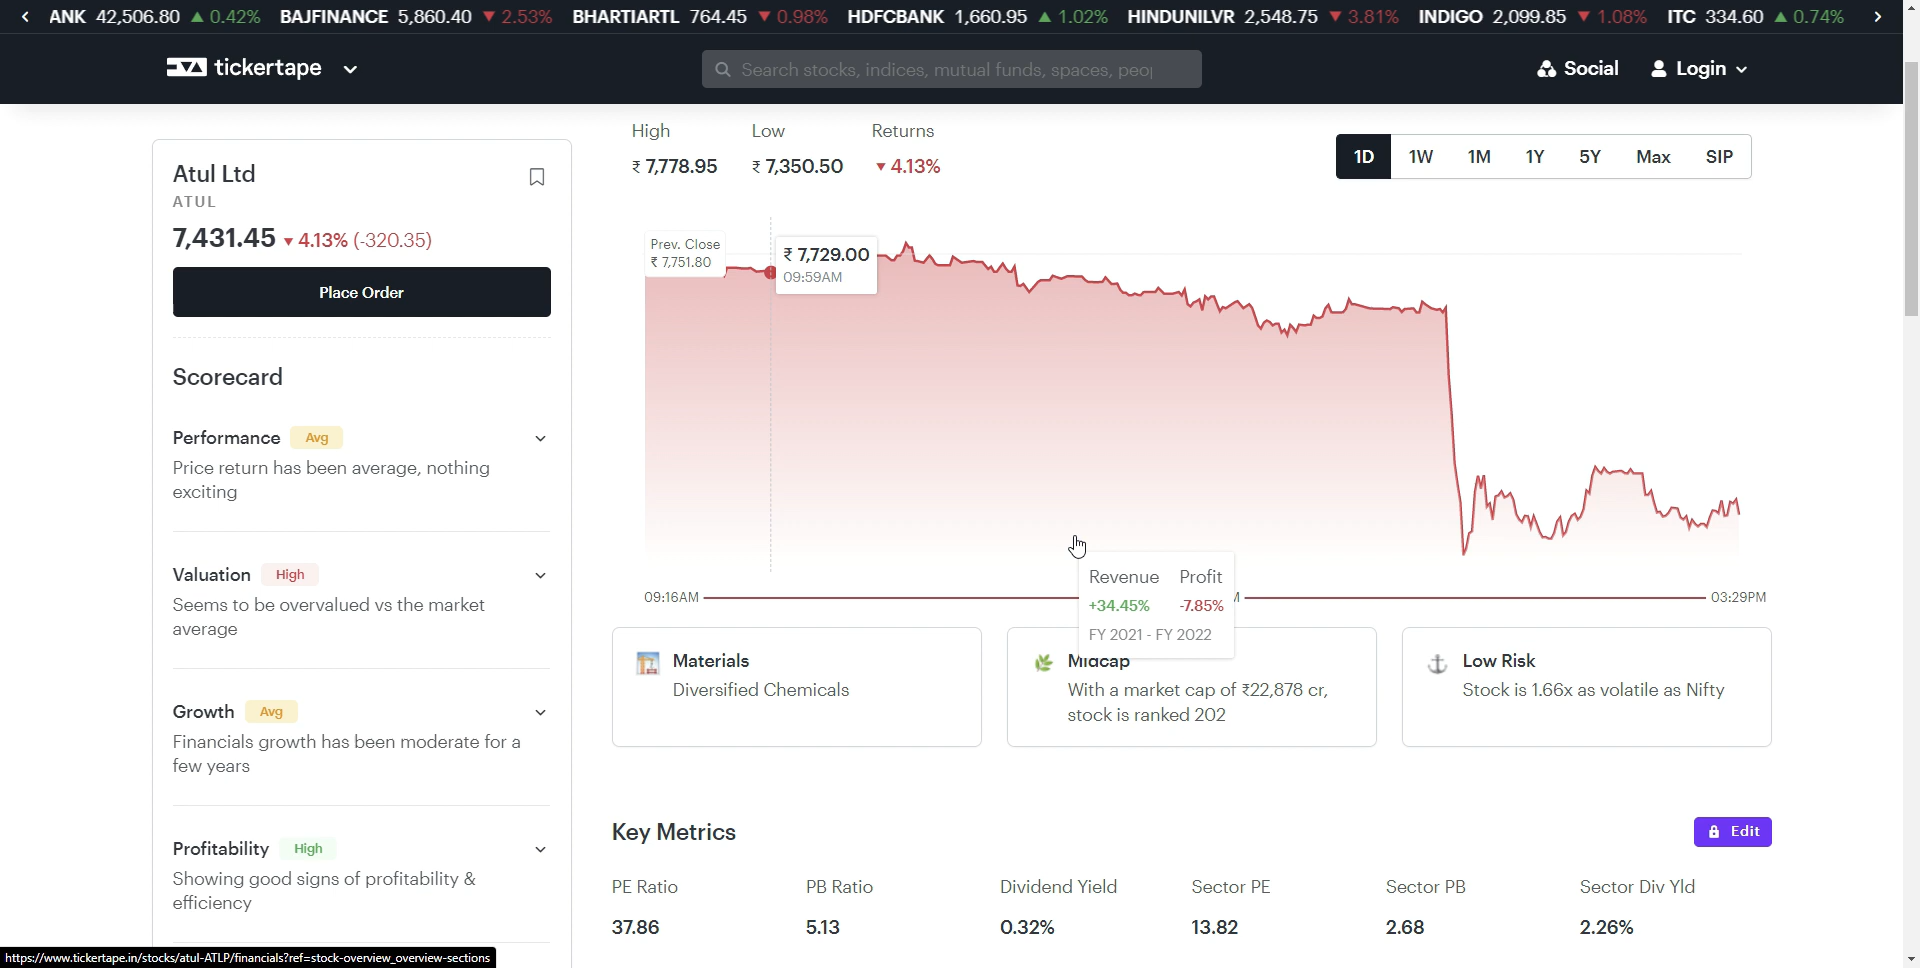 ANK 42,506.80 ▲ 0.42% BAJFINANCE 5,860.40 ▼ 2.53% BHARTIARTL 764.45 ▼ 0.98% HDFCBANK 1,660.95 ▲ 1.02% HINDUNILVR 2,548.75 ▼ 3.81% INDIGO 2,099.85 ▼ 1.08% ITC 334.60 ▲ 0.74%
tickertape
Search stocks, indices, mutual funds, spaces,
Social
Login
Atul Ltd
ATUL
7,431.45 ▼ 4.13% (-320.35)
Place Order
Scorecard
Performance Avg
Price return has been average, nothing
exciting
Valuation High
Seems to be overvalued vs the market
average
Growth Avg
Financials growth has been moderate for a
few years
Profitability High
Showing good signs of profitability &
efficiency
High Low Returns
₹ 7,778.95 ₹ 7,350.50 ▼ 4.13%
1D 1W 1M 1Y 5Y Max SIP
Prev. Close
₹ 7,751.80
₹ 7,729.00
09:59AM
09:16AM
03:29PM
Revenue Profit
+34.45% -7.85%
FY 2021 - FY 2022
Materials
Diversified Chemicals
Midcap
With a market cap of ₹22,878 cr,
stock is ranked 202
Low Risk
Stock is 1.66x as volatile as Nifty
Key Metrics
Edit
PE Ratio PB Ratio Dividend Yield Sector PE Sector PB Sector Div Yld
37.86 5.13 0.32% 13.82 2.68 2.26%
https://www.tickertape.in/stocks/atul-ATLP/financials?ref=stock-overview_overview-sections